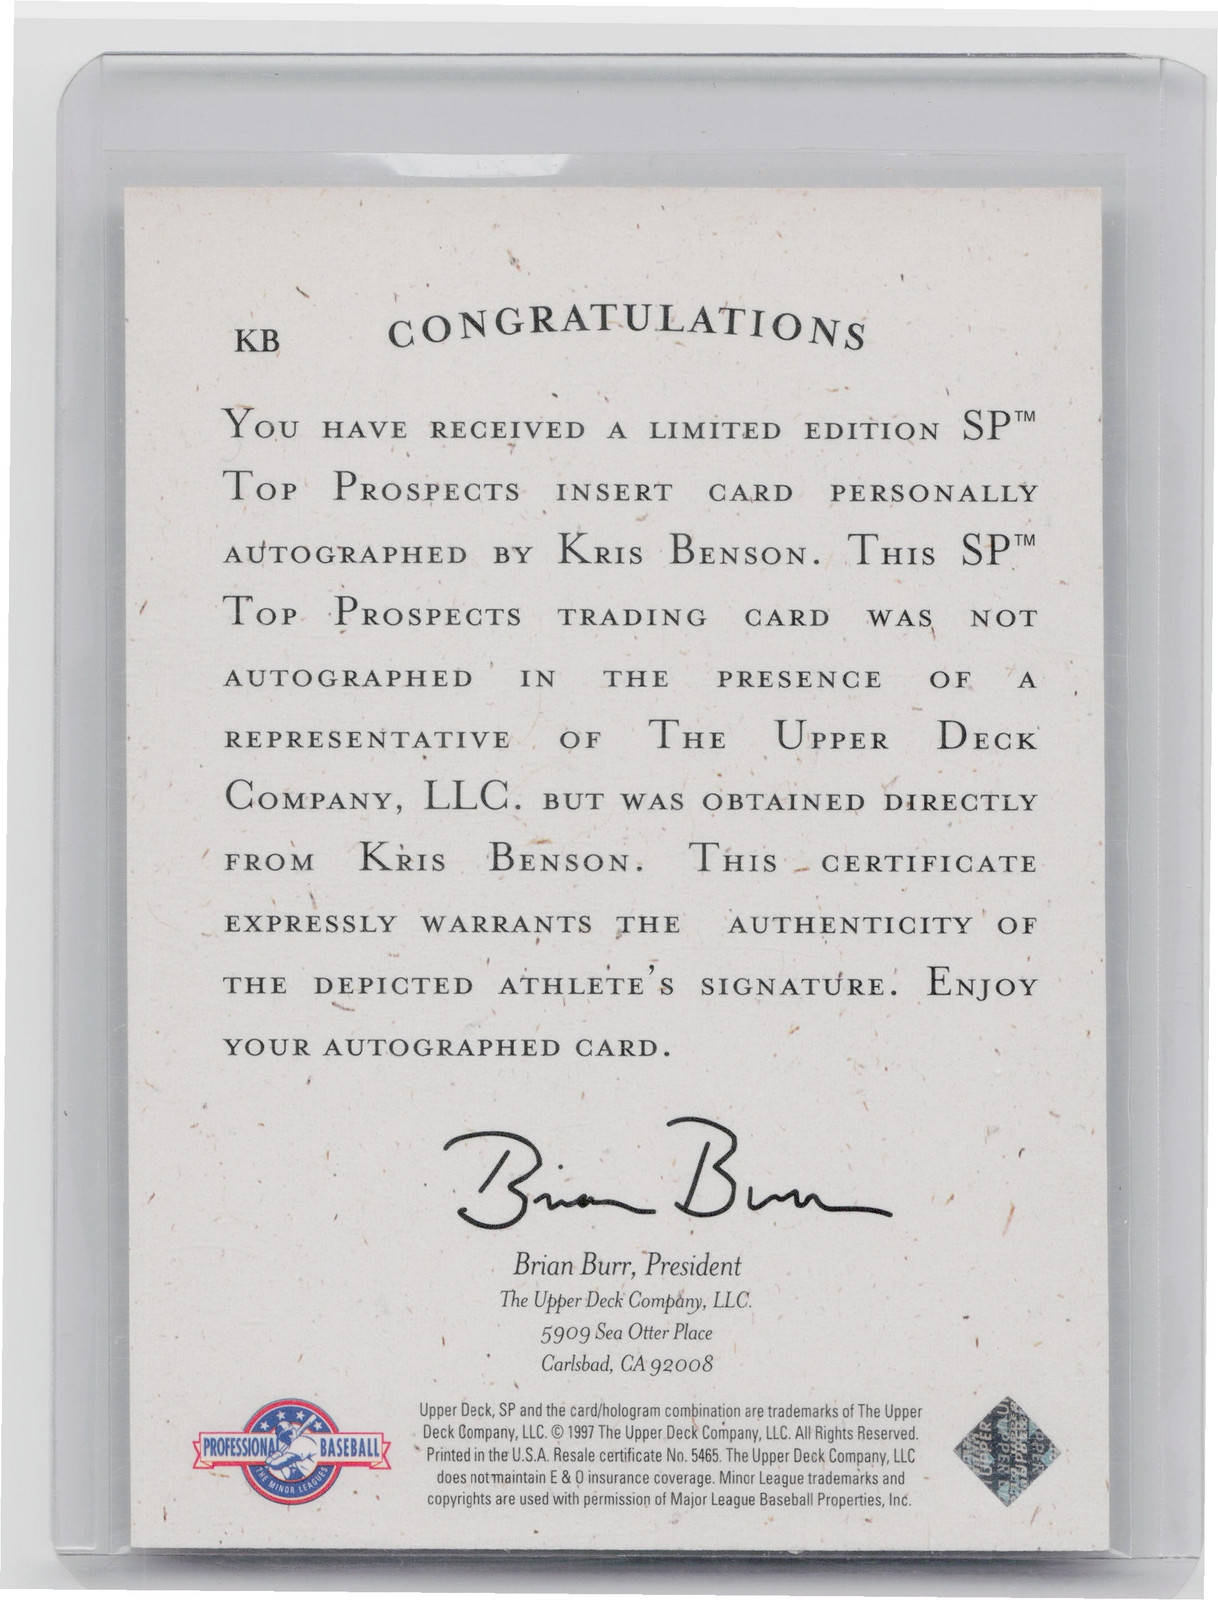 KB
CONGRATULATIONS
YOU HAVE RECEIVED A LIMITED EDITION SP™
TOP PROSPECTS INSERT CARD PERSONALLY
AUTOGRAPHED BY KRIS BENSON. THIS SP™
TOP PROSPECTS TRADING CARD WAS NOT
AUTOGRAPHED IN THE PRESENCE OF A
REPRESENTATIVE OF THE UPPER DECK
COMPANY, LLC. BUT WAS OBTAINED DIRECTLY
FROM KRIS BENSON. THIS CERTIFICATE
EXPRESSLY WARRANTS THE AUTHENTICITY OF
THE DEPICTED ATHLETE'S SIGNATURE. ENJOY
YOUR AUTOGRAPHED CARD.
Brian Burr
Brian Burr, President
The Upper Deck Company, LLC.
5909 Sea Otter Place
Carlsbad, CA 92008
PROFESSIONAL BASEBALL
THE MINOR LEAGUES
Upper Deck, SP and the card/hologram combination are trademarks of The Upper
Deck Company, LLC. © 1997 The Upper Deck Company, LLC. All Rights Reserved.
Printed in the U.S.A. Resale certificate No. 5465. The Upper Deck Company, LLC
does not maintain E & O insurance coverage. Minor League trademarks and
copyrights are used with permission of Major League Baseball Properties, Inc.
UPPER